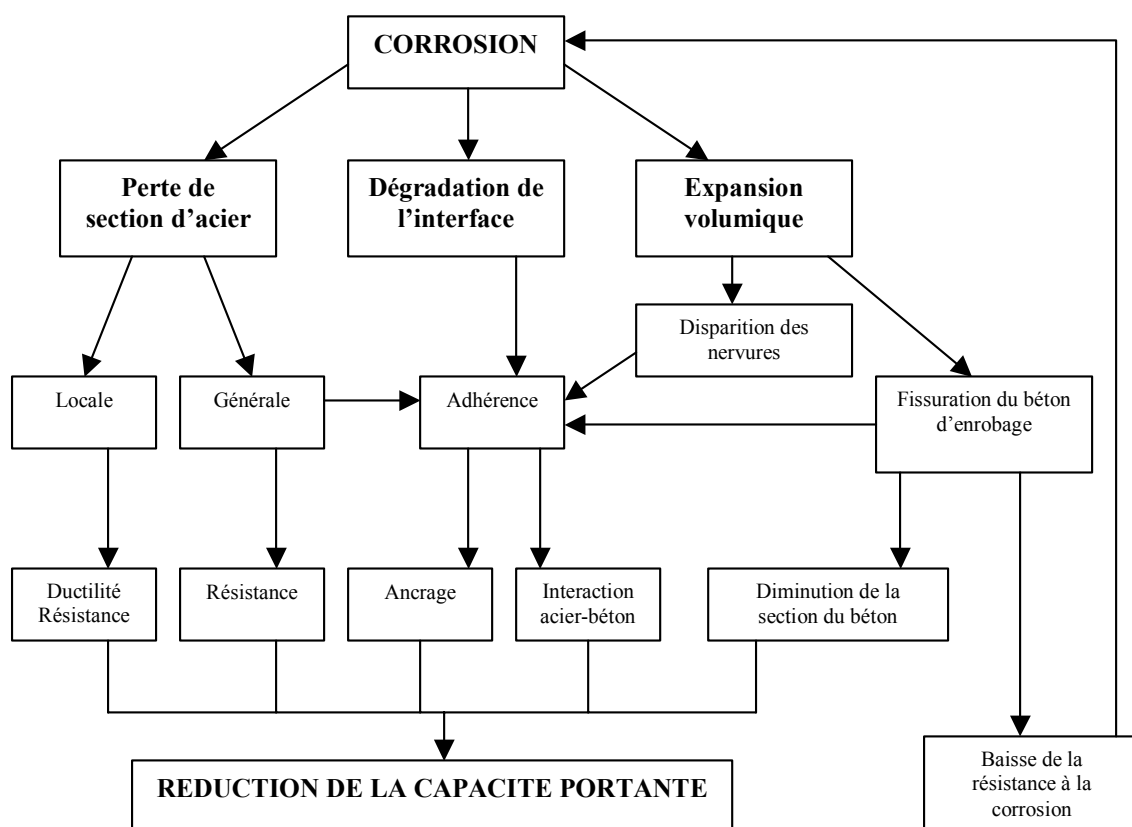 CORROSION
Perte de
section d'acier
Dégradation de
l'interface
Expansion
volumique
Disparition des
nervures
Locale
Générale
Adhérence
Fissuration du béton
d'enrobage
Ductilité
Résistance
Résistance
Ancrage
Interaction
acier-béton
Diminution de la
section du béton
REDUCTION DE LA CAPACITE PORTANTE
Baisse de la
résistance à la
corrosion